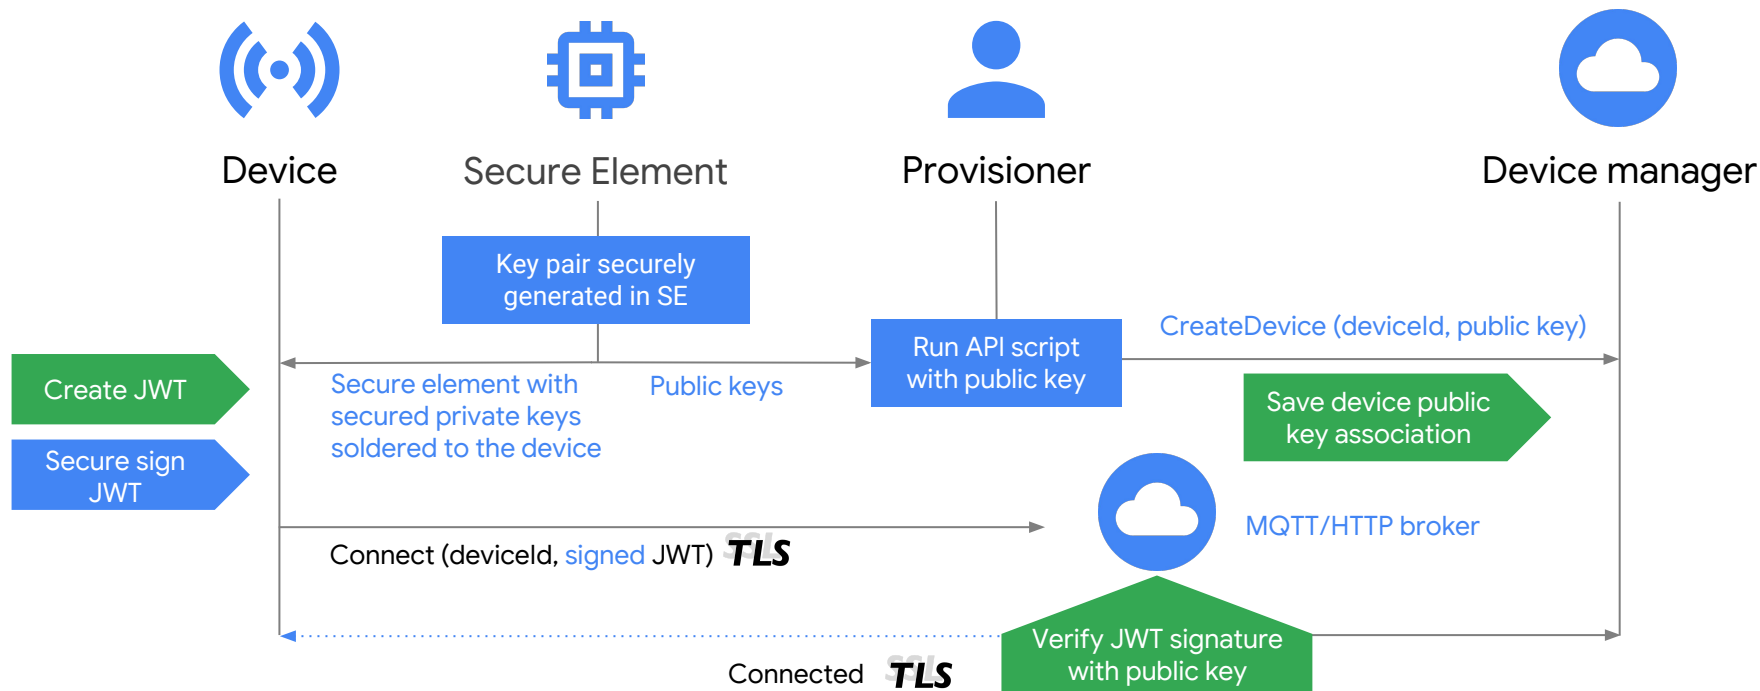 Device
Secure Element
Provisioner
Device manager
Key pair securely
generated in SE
Run API script
with public key
CreateDevice (deviceId, public key)
Create JWT
Secure element with
secured private keys
soldered to the device
Public keys
Save device public
key association
Secure sign
JWT
MQTT/HTTP broker
Connect (deviceId, signed JWT) SSL TLS
Verify JWT signature
with public key
Connected SSL TLS